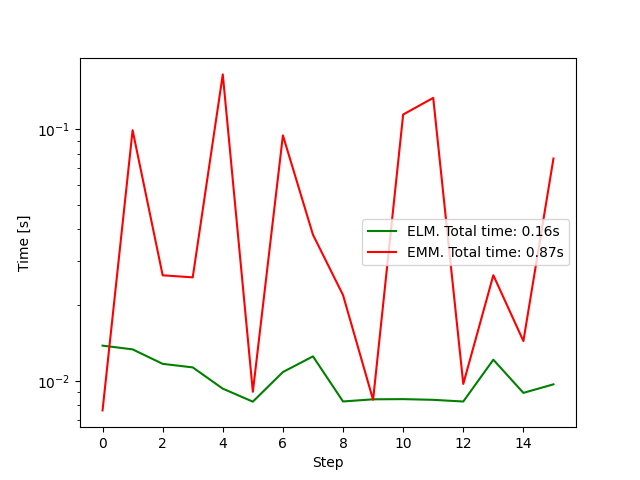 10⁻¹
10⁻²
Time [s]
ELM. Total time: 0.16s
EMM. Total time: 0.87s
0 2 4 6 8 10 12 14
Step